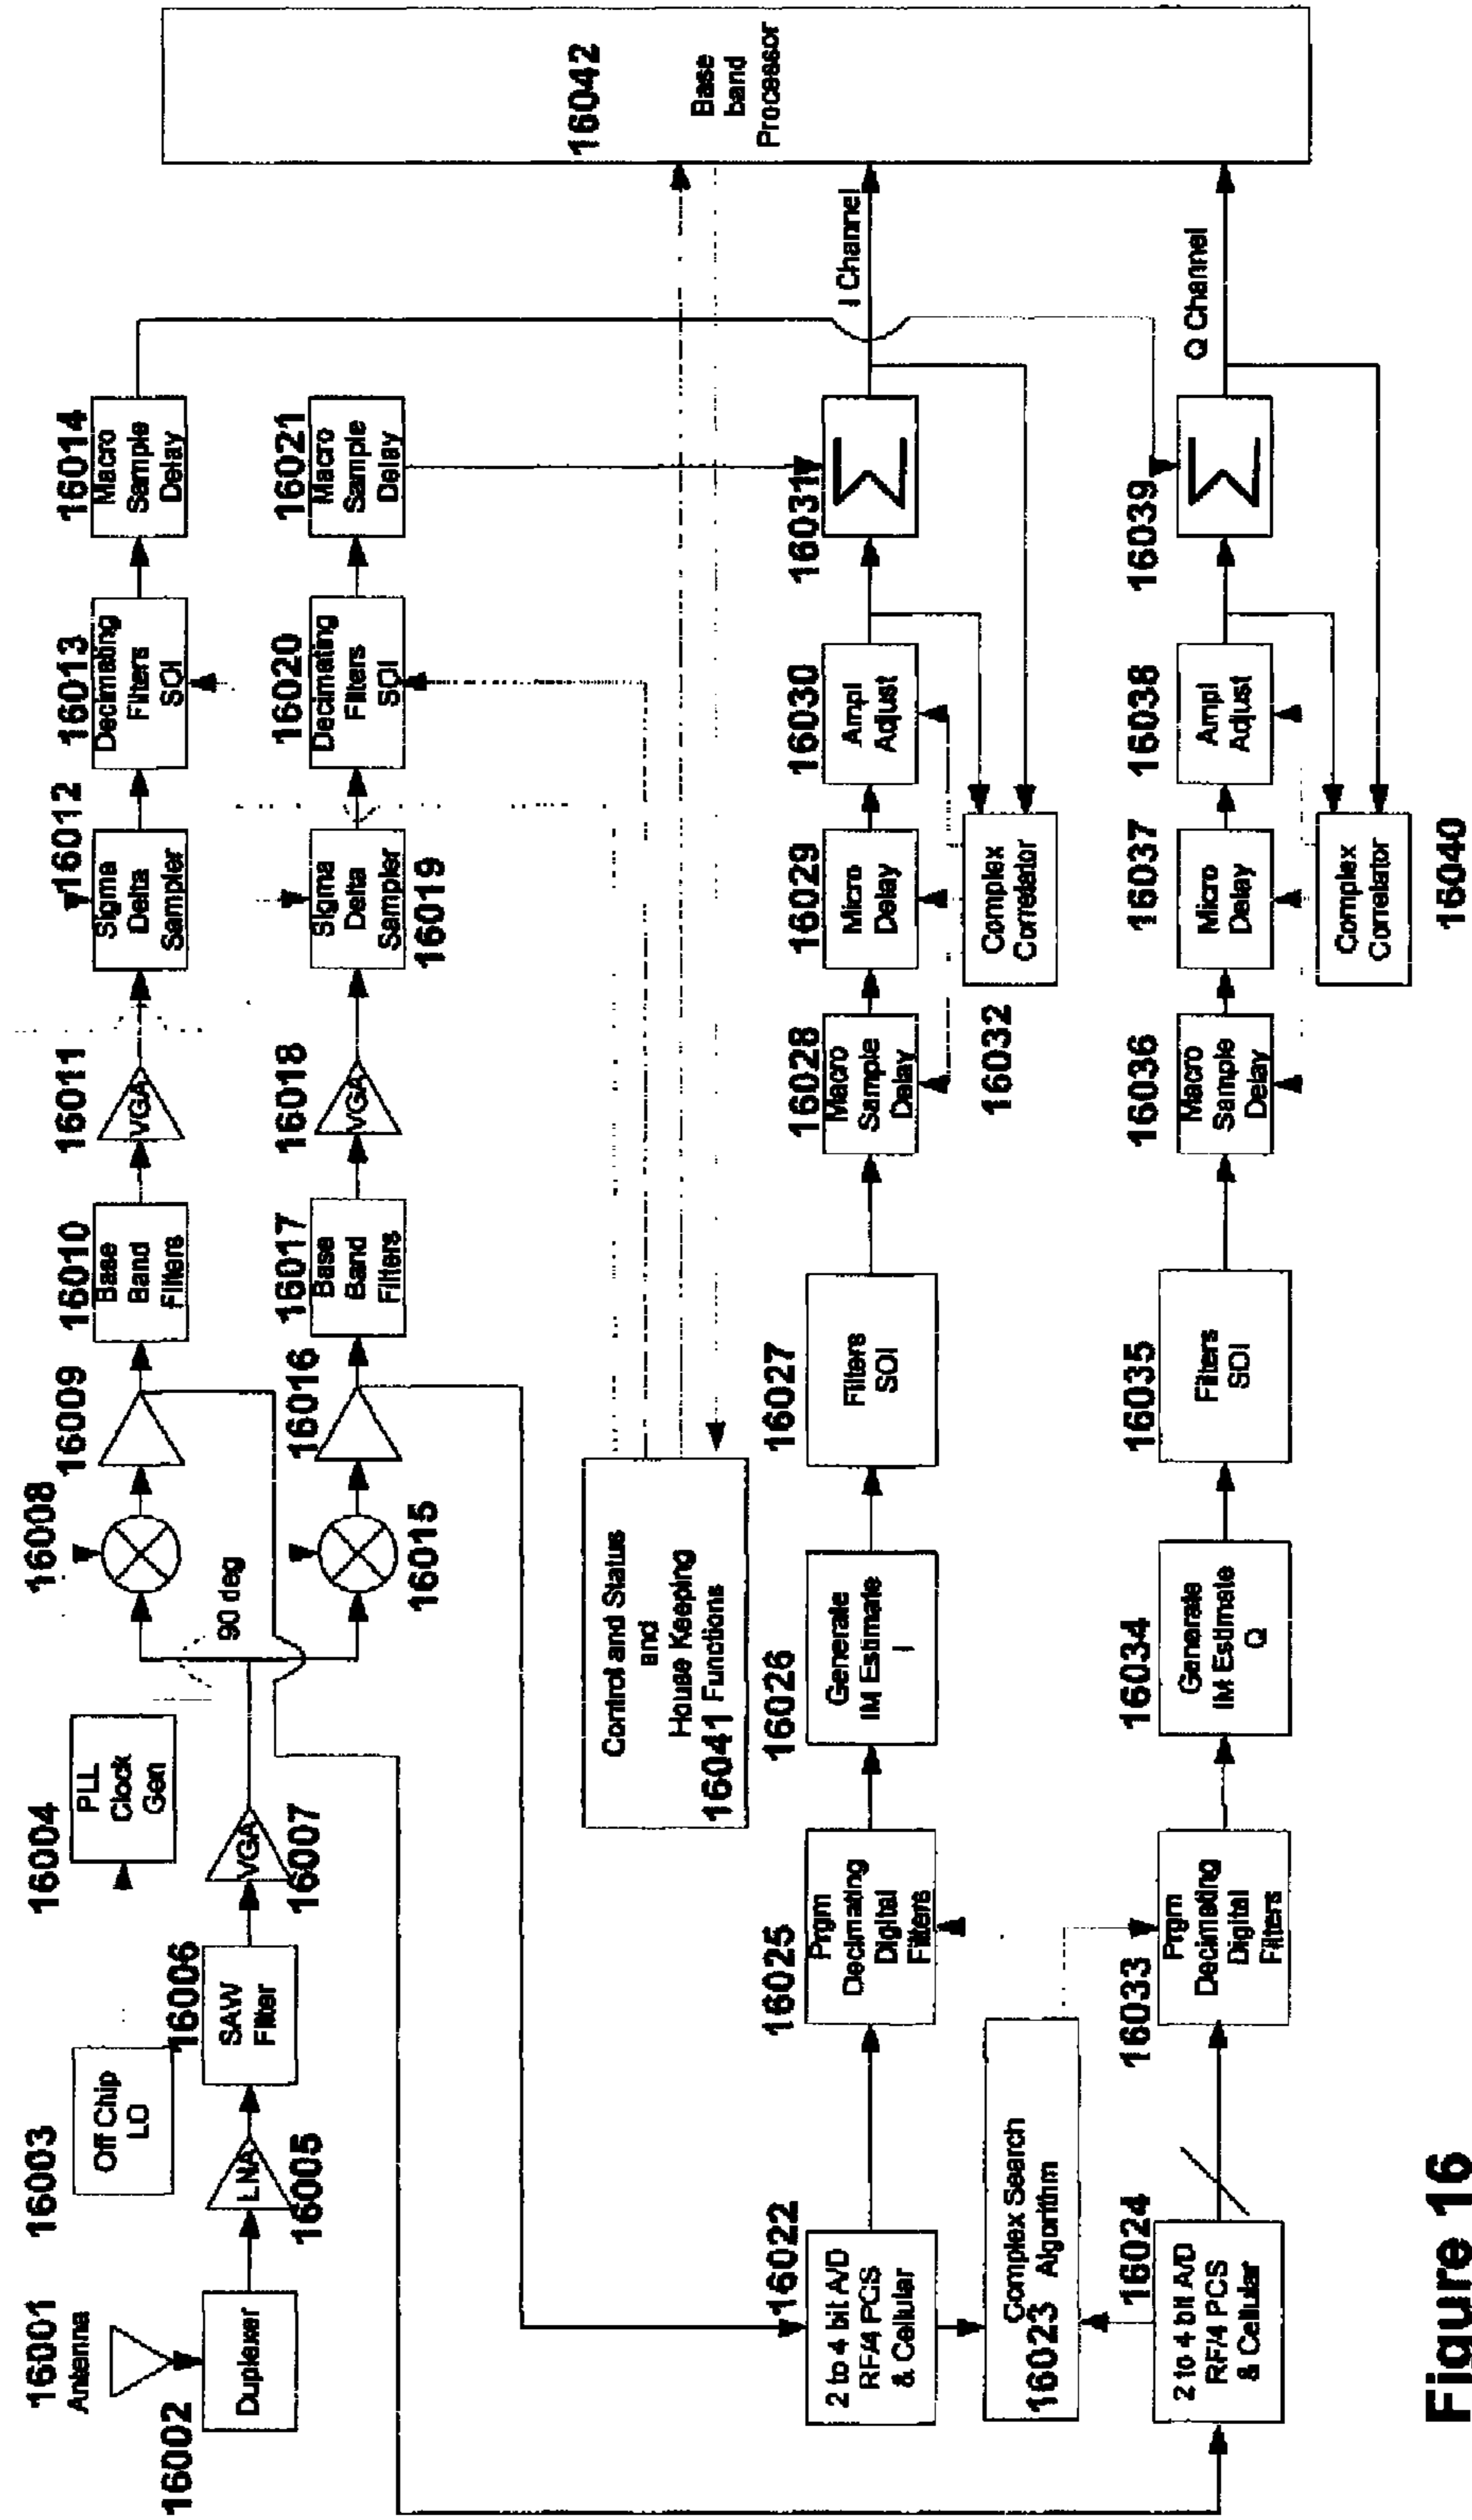 16001
Antenna
16002
Duplexer
16003
Off Chip
LO
16004
PLL
Clock
Gen
LNA
16005
16006
SAW
Filter
VGA
16007
16008
90 deg
16009
16010
Base
Band
Filters
16011
VGA
16012
Sigma
Delta
Sampler
16013
Decimating
Filters
SOI
16014
Macro
Sample
Delay
16015
16016
16017
Base
Band
Filters
16018
VGA
Sigma
Delta
Sampler
16019
16020
Decimating
Filters
SOI
16021
Macro
Sample
Delay
Control and Status
and
House Keeping
16041 Functions
16042
Base
band
Processor
16022
2 to 4 bit A/D
RF/4 PCS
& Cellular
16025
Prgm
Decimating
Digital
Filters
16026
Generate
IM Estimate
I
16027
Filters
SOI
16028
Macro
Sample
Delay
16029
Micro
Delay
16030
Ampl
Adjust
16031
Σ
I Channel
Complex
Correlator
16032
Complex Search
16023 Algorithm
16024
2 to 4 bit A/D
RF/4 PCS
& Cellular
16033
Prgm
Decimating
Digital
Filters
16034
Generate
IM Estimate
Q
16035
Filters
SOI
16036
Macro
Sample
Delay
16037
Micro
Delay
16038
Ampl
Adjust
16039
Σ
Q Channel
Complex
Correlator
16040
Figure 16